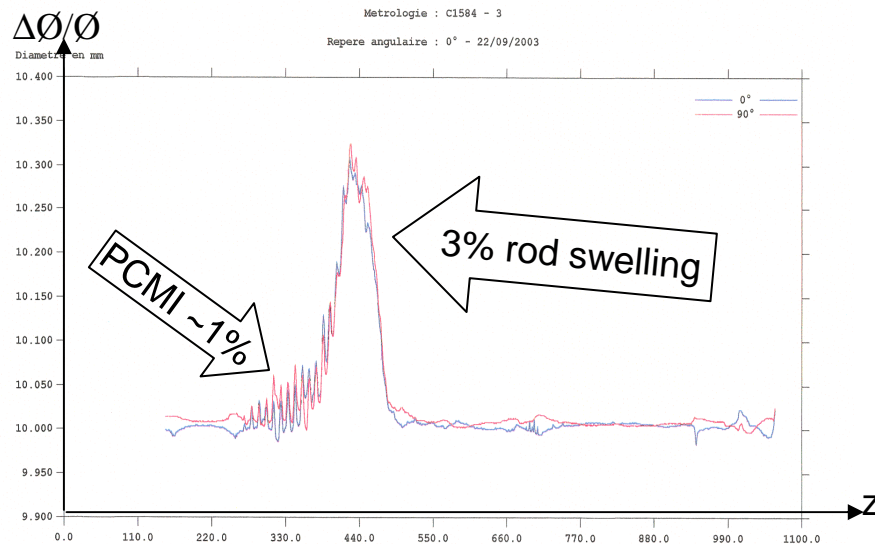 Metrologie : C1584 - 3
ΔØ/Ø
Repere angulaire : 0° - 22/09/2003
Diametre en mm
10.400
0°
90°
10.350
10.300
10.250
3% rod swelling
10.200
PCMI ~1%
10.150
10.100
10.050
10.000
9.950
9.900
Z
0.0 110.0 220.0 330.0 440.0 550.0 660.0 770.0 880.0 990.0 1100.0